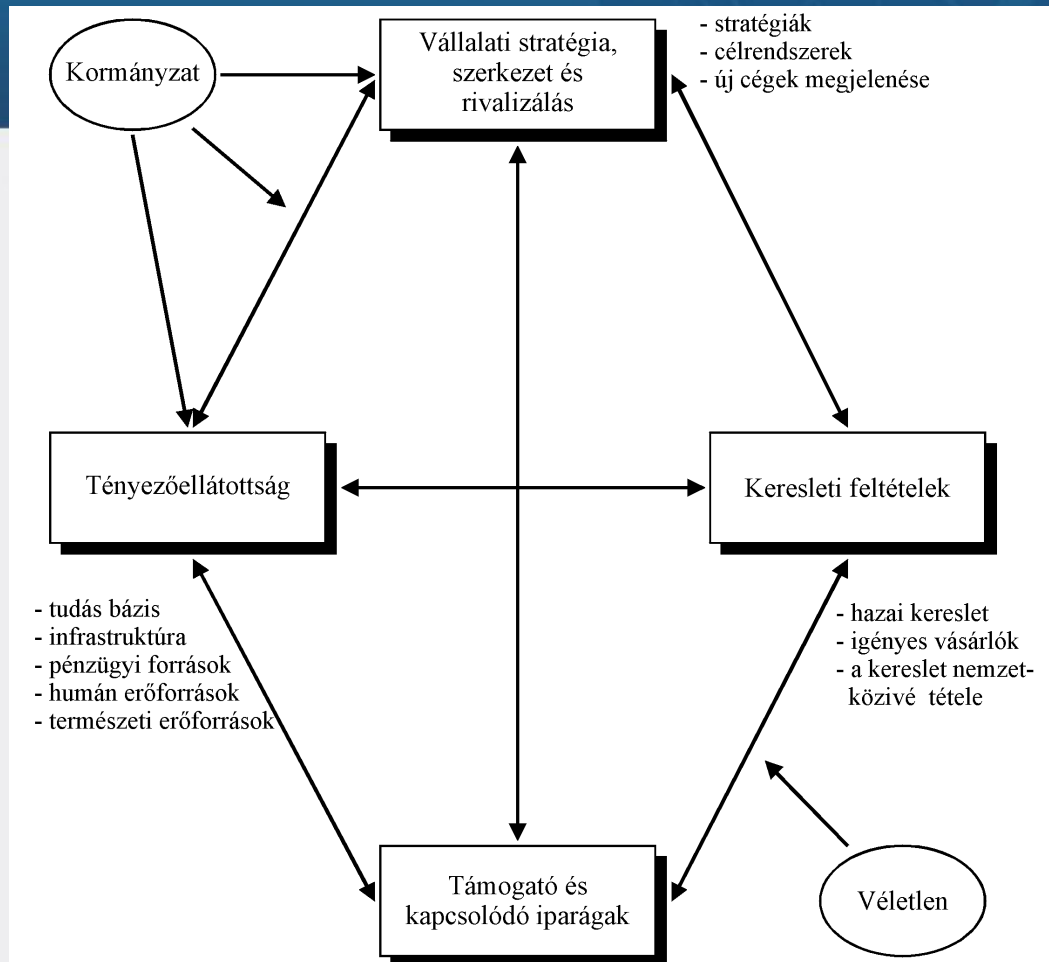 Kormányzat
Vállalati stratégia,
szerkezet és
rivalizálás
- stratégiák
- célrendszerek
- új cégek megjelenése
Tényezőellátottság
Keresleti feltételek
- tudás bázis
- infrastruktúra
- pénzügyi források
- humán erőforrások
- természeti erőforrások
- hazai kereslet
- igényes vásárlók
- a kereslet nemzet-
közivé tétele
Támogató és
kapcsolódó iparágak
Véletlen